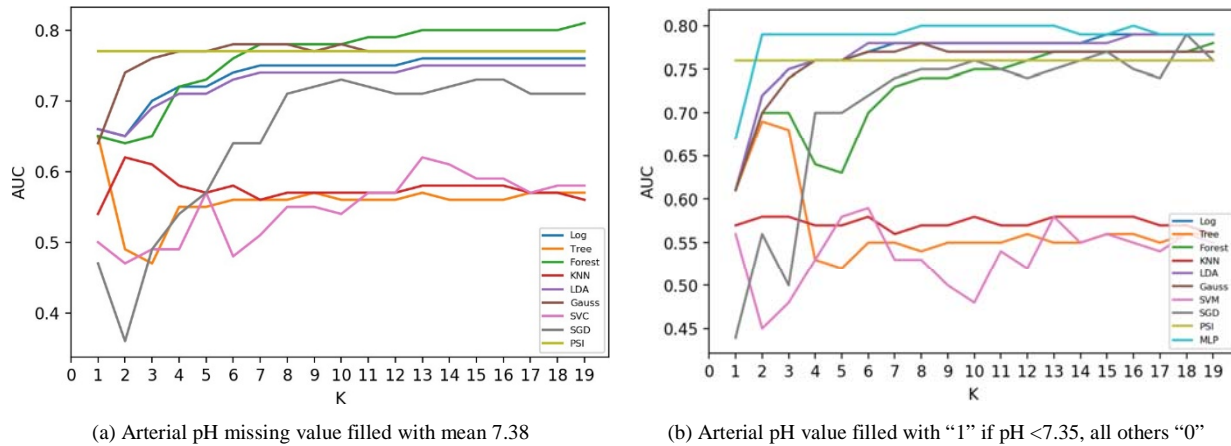 0.8
0.7
0.6
0.5
0.4
AUC
0 1 2 3 4 5 6 7 8 9 10 11 12 13 14 15 16 17 18 19
K
Log
Tree
Forest
KNN
LDA
Gauss
SVC
SGD
PSI
(a) Arterial pH missing value filled with mean 7.38
0.80
0.75
0.70
0.65
0.60
0.55
0.50
0.45
AUC
0 1 2 3 4 5 6 7 8 9 10 11 12 13 14 15 16 17 18 19
K
Log
Tree
Forest
KNN
LDA
Gauss
SVM
SGD
PSI
MLP
(b) Arterial pH value filled with “1” if pH <7.35, all others “0”